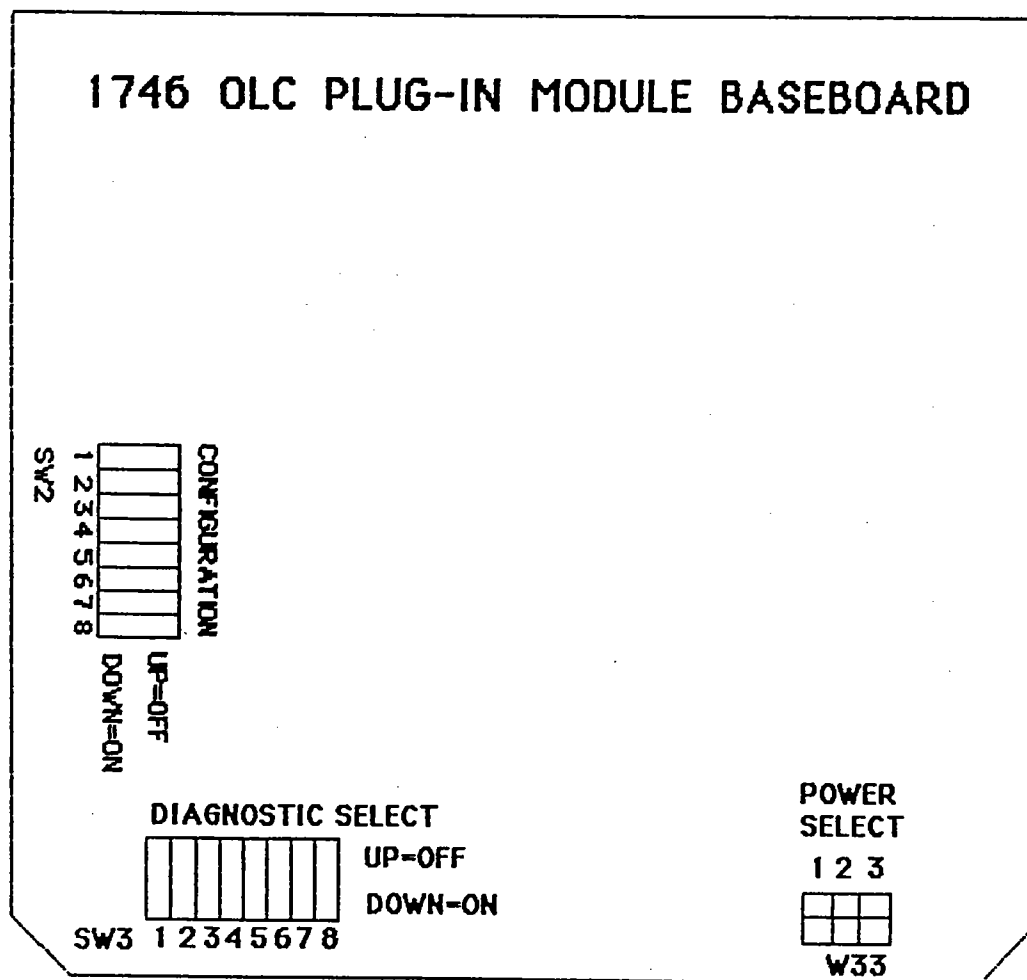 1746 OLC PLUG-IN MODULE BASEBOARD
CONFIGURATION
1 2 3 4 5 6 7 8
SW2
UP=OFF
DOWN=ON
DIAGNOSTIC SELECT
UP=OFF
DOWN=ON
SW3 1 2 3 4 5 6 7 8
POWER
SELECT
1 2 3
W33